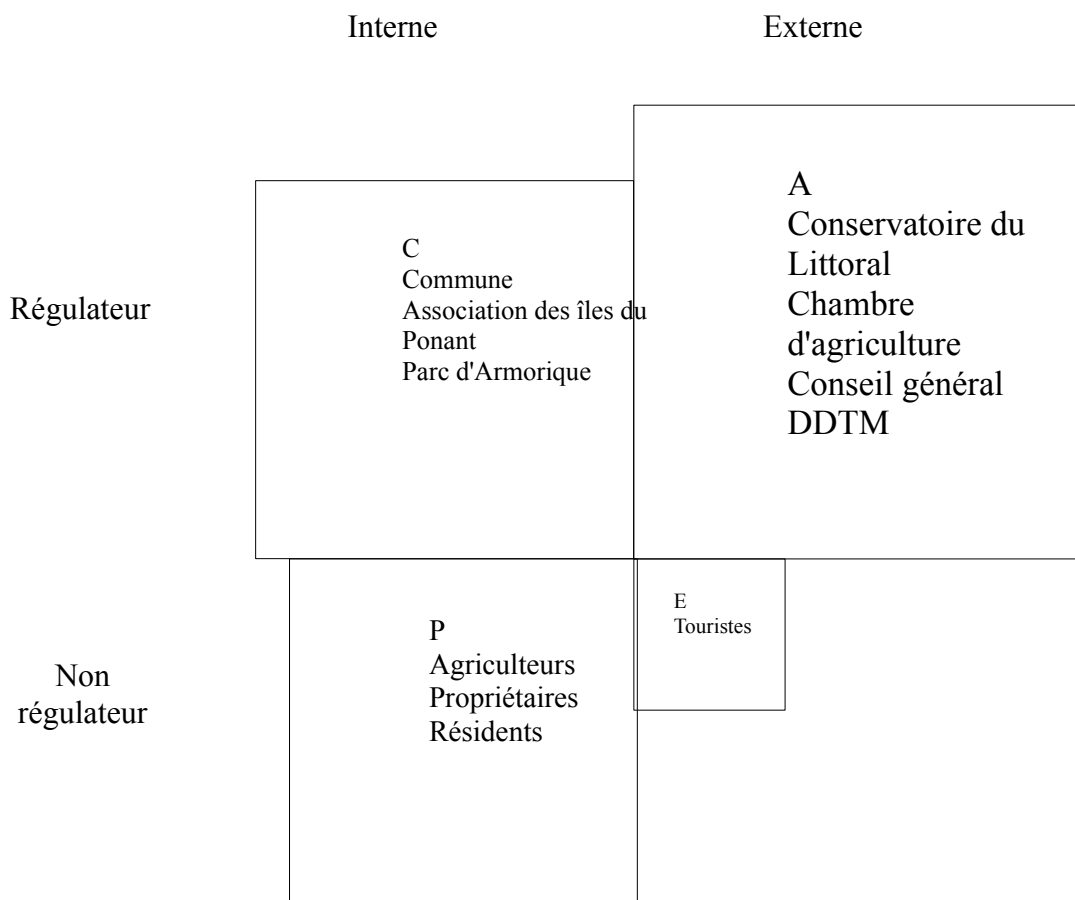 Interne
Externe
Régulateur
C
Commune
Association des îles du
Ponant
Parc d'Armorique
A
Conservatoire du
Littoral
Chambre
d'agriculture
Conseil général
DDTM
Non
régulateur
P
Agriculteurs
Propriétaires
Résidents
E
Touristes